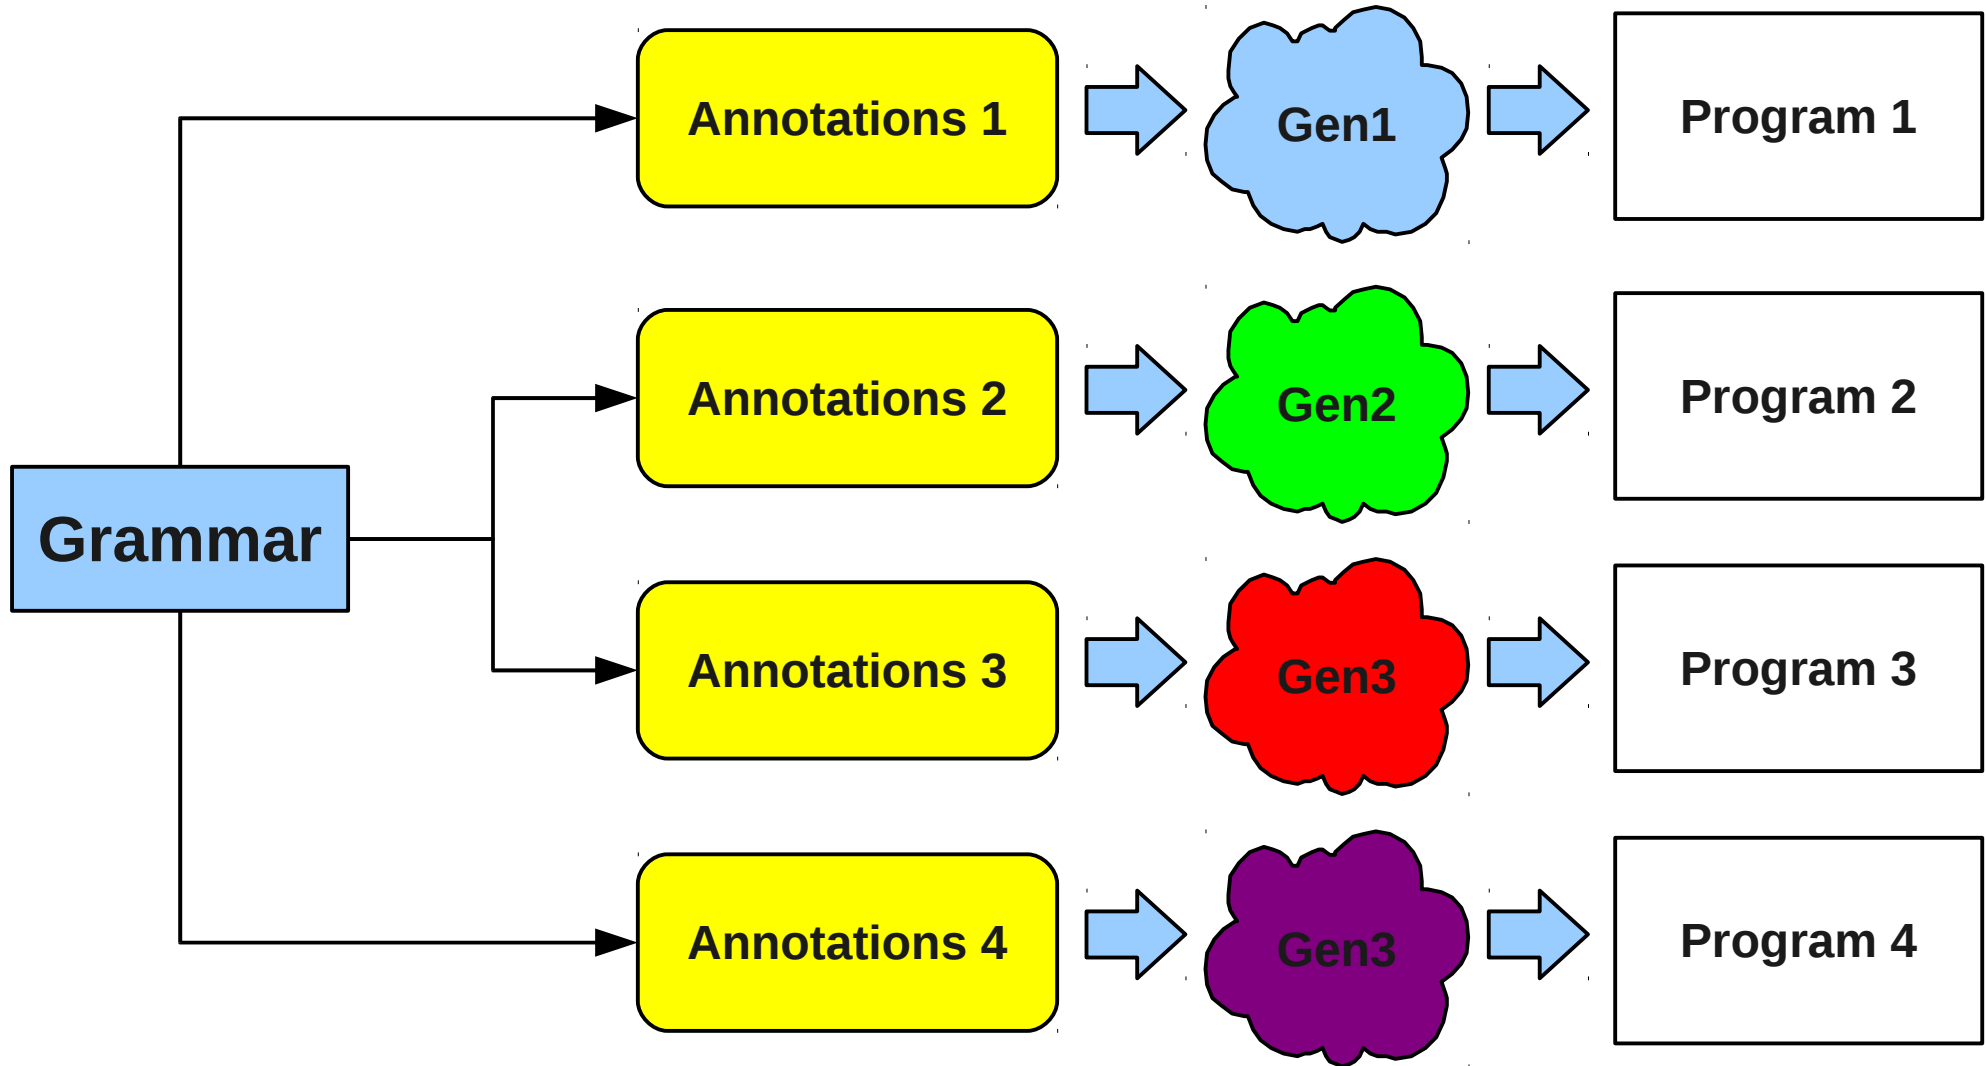 Annotations 1
Gen1
Program 1
Annotations 2
Gen2
Program 2
Grammar
Annotations 3
Gen3
Program 3
Annotations 4
Gen3
Program 4